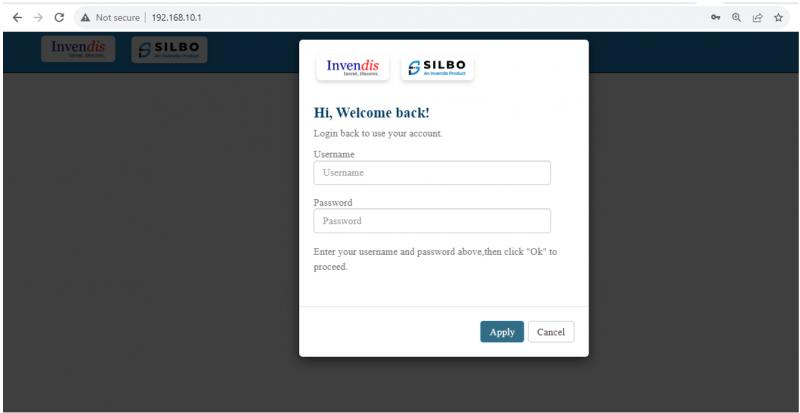 Not secure | 192.168.10.1
Invendis
Invent, Discover.
SILBO
An Invendis Product
Invendis
Invent, Discover.
SILBO
An Invendis Product
Hi, Welcome back!
Login back to use your account.
Username
Username
Password
Password
Enter your username and password above,then click "Ok" to
proceed.
Apply
Cancel